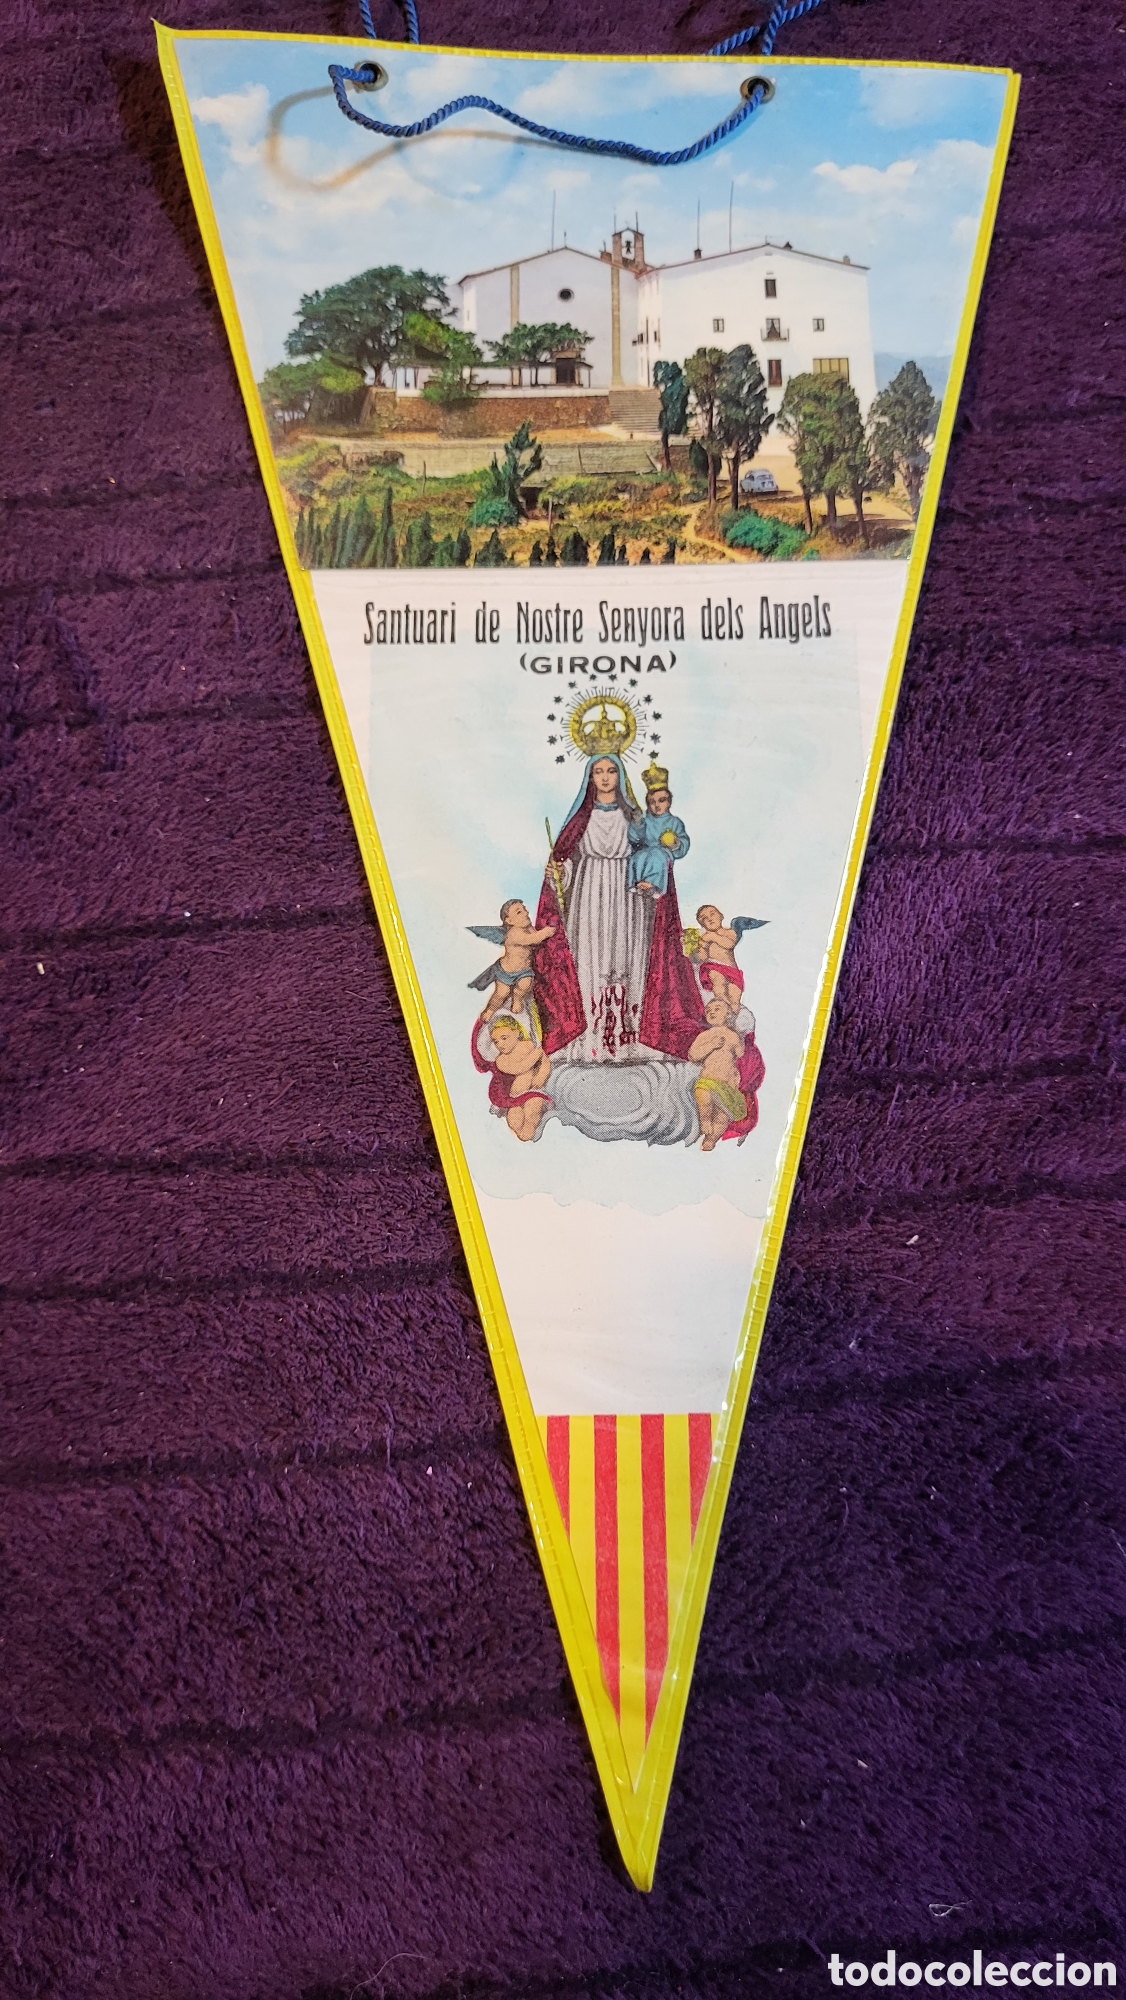 Santuari de Nostre Senyora dels Angels
(GIRONA)
todocoleccion